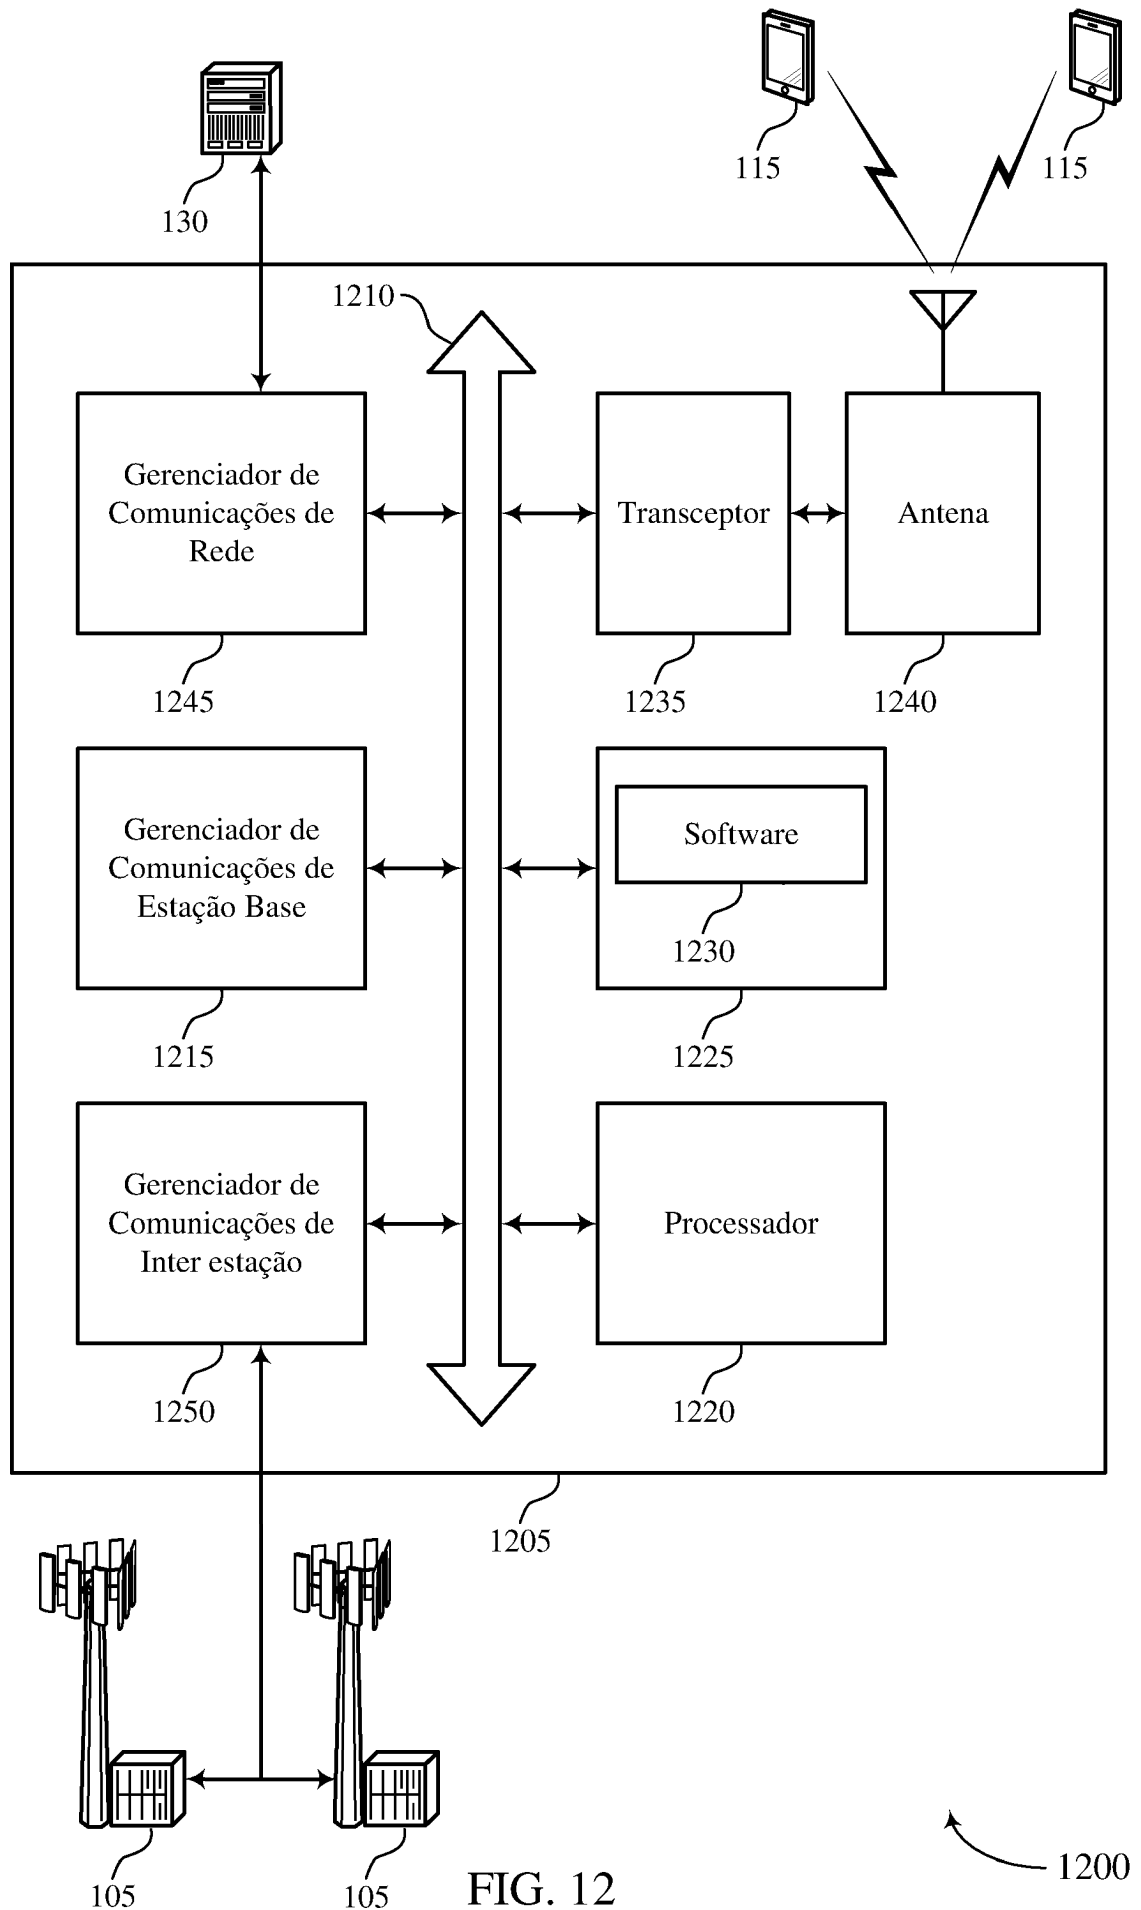 115
115
130
1210
Gerenciador de
Comunicações de
Rede
Transceptor
Antena
1245
1235
1240
Gerenciador de
Comunicações de
Estação Base
Software
1230
1215
1225
Gerenciador de
Comunicações de
Inter estação
Processador
1250
1220
1205
105
105
FIG. 12
1200